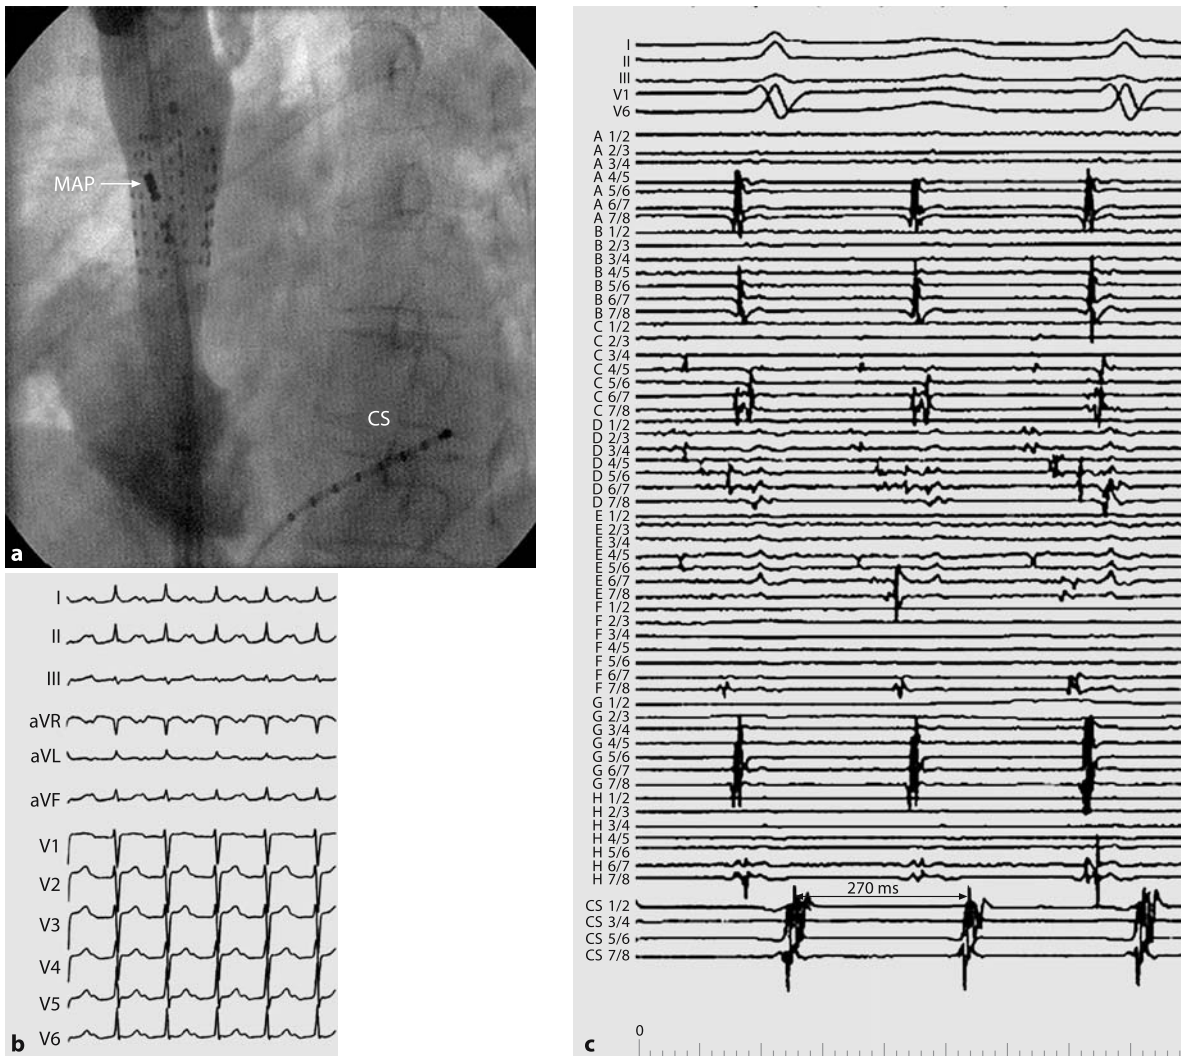 MAP
CS
a
I
II
III
aVR
aVL
aVF
V1
V2
V3
V4
V5
V6
b
I
II
III
V1
V6
A 1/2
A 2/3
A 3/4
A 4/5
A 5/6
A 6/7
A 7/8
B 1/2
B 2/3
B 3/4
B 4/5
B 5/6
B 6/7
B 7/8
C 1/2
C 2/3
C 3/4
C 4/5
C 5/6
C 6/7
C 7/8
D 1/2
D 2/3
D 3/4
D 4/5
D 5/6
D 6/7
D 7/8
E 1/2
E 2/3
E 3/4
E 4/5
E 5/6
E 6/7
E 7/8
F 1/2
F 2/3
F 3/4
F 4/5
F 5/6
F 6/7
F 7/8
G 1/2
G 2/3
G 3/4
G 4/5
G 5/6
G 6/7
G 7/8
H 1/2
H 2/3
H 3/4
H 4/5
H 5/6
H 6/7
H 7/8
270 ms
CS 1/2
CS 3/4
CS 5/6
CS 7/8
0
c